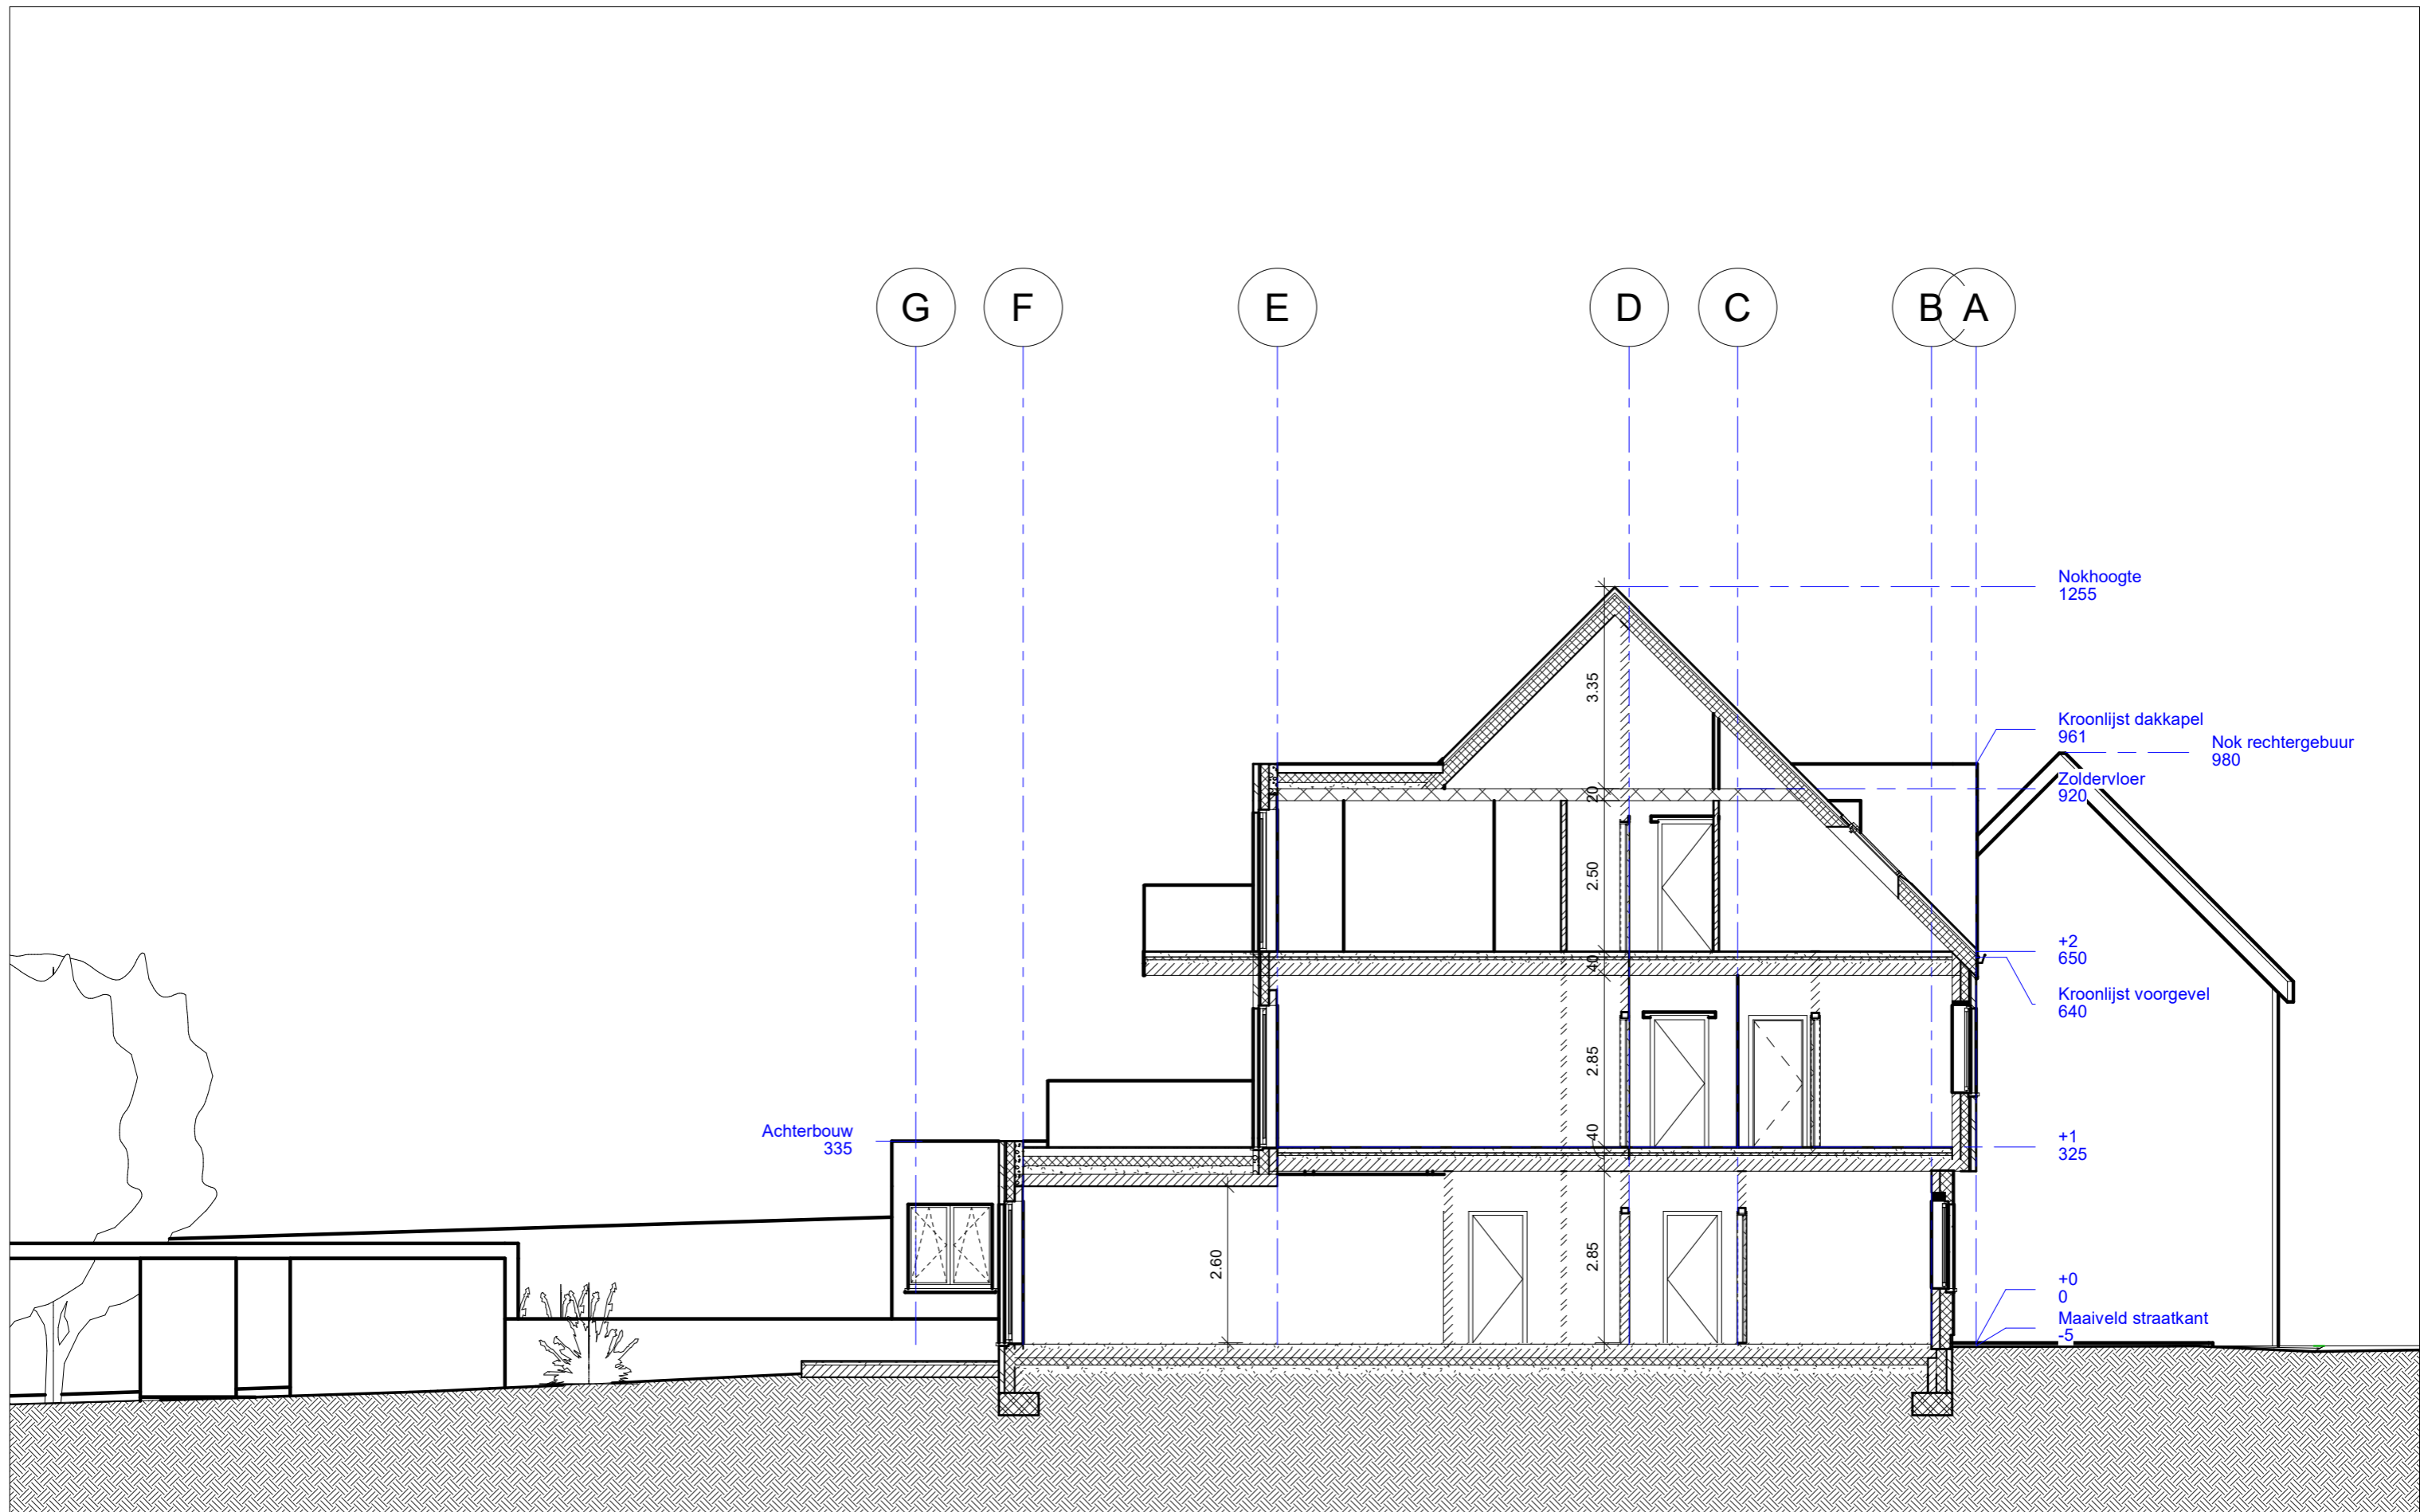 G F E D C B A
Nokhoogte
1255
3.35
Kroonlijst dakkapel
961
Nok rechtergebuur
980
Zoldervloer
920
20
2.50
+2
650
40
Kroonlijst voorgevel
640
2.85
Achterbouw
335
40
+1
325
2.60
2.85
+0
0
Maaiveld straatkant
-5